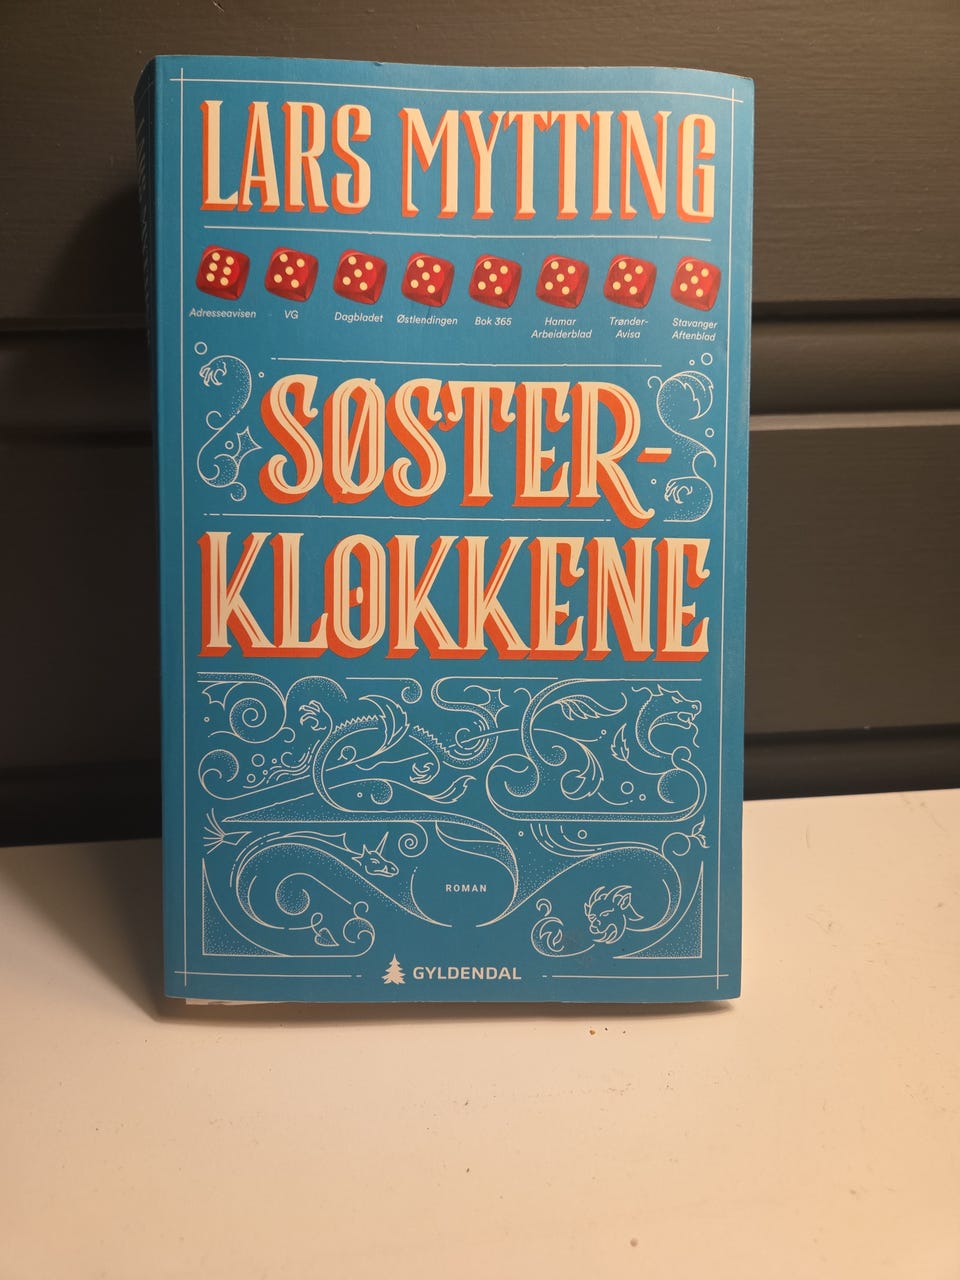 LARS MYTTING
Adresseavisen
VG
Dagbladet
Østlendingen
Bok 365
Hamar
Arbeiderblad
Trønder-
Avisa
Stavanger
Aftenblad
SØSTER-
KLOKKENE
ROMAN
GYLDENDAL